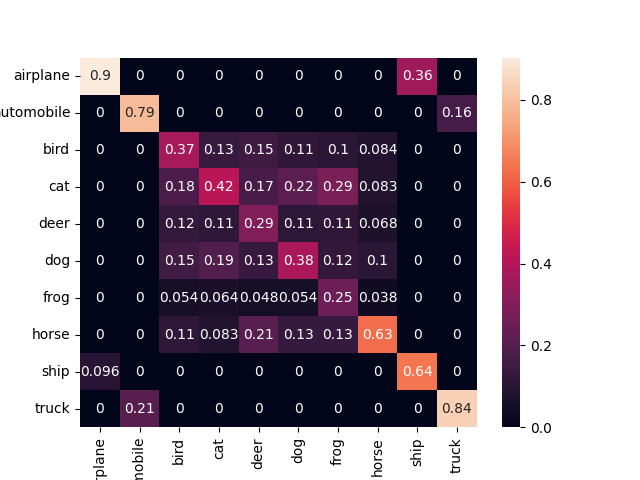 airplane 0.9 0 0 0 0 0 0 0 0.36 0
utomobile 0 0.79 0 0 0 0 0 0 0 0.16 0.8
bird 0 0 0.37 0.13 0.15 0.11 0.1 0.084 0 0
cat 0 0 0.18 0.42 0.17 0.22 0.29 0.083 0 0 0.6
deer 0 0 0.12 0.11 0.29 0.11 0.11 0.068 0 0
dog 0 0 0.15 0.19 0.13 0.38 0.12 0.1 0 0 0.4
frog 0 0 0.054 0.064 0.048 0.054 0.25 0.038 0 0
horse 0 0 0.11 0.083 0.21 0.13 0.13 0.63 0 0 0.2
ship 0.096 0 0 0 0 0 0 0 0.64 0
truck 0 0.21 0 0 0 0 0 0 0 0.84 0.0
rplane mobile bird cat deer dog frog horse ship truck